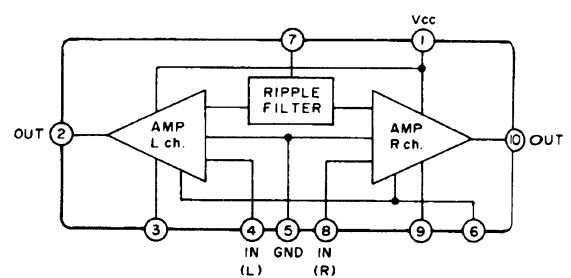 Vcc
7
1
RIPPLE
FILTER
OUT 2
AMP
L ch.
AMP
R ch.
10 OUT
3
4
5
8
9
6
IN
GND
IN
(L)
(R)